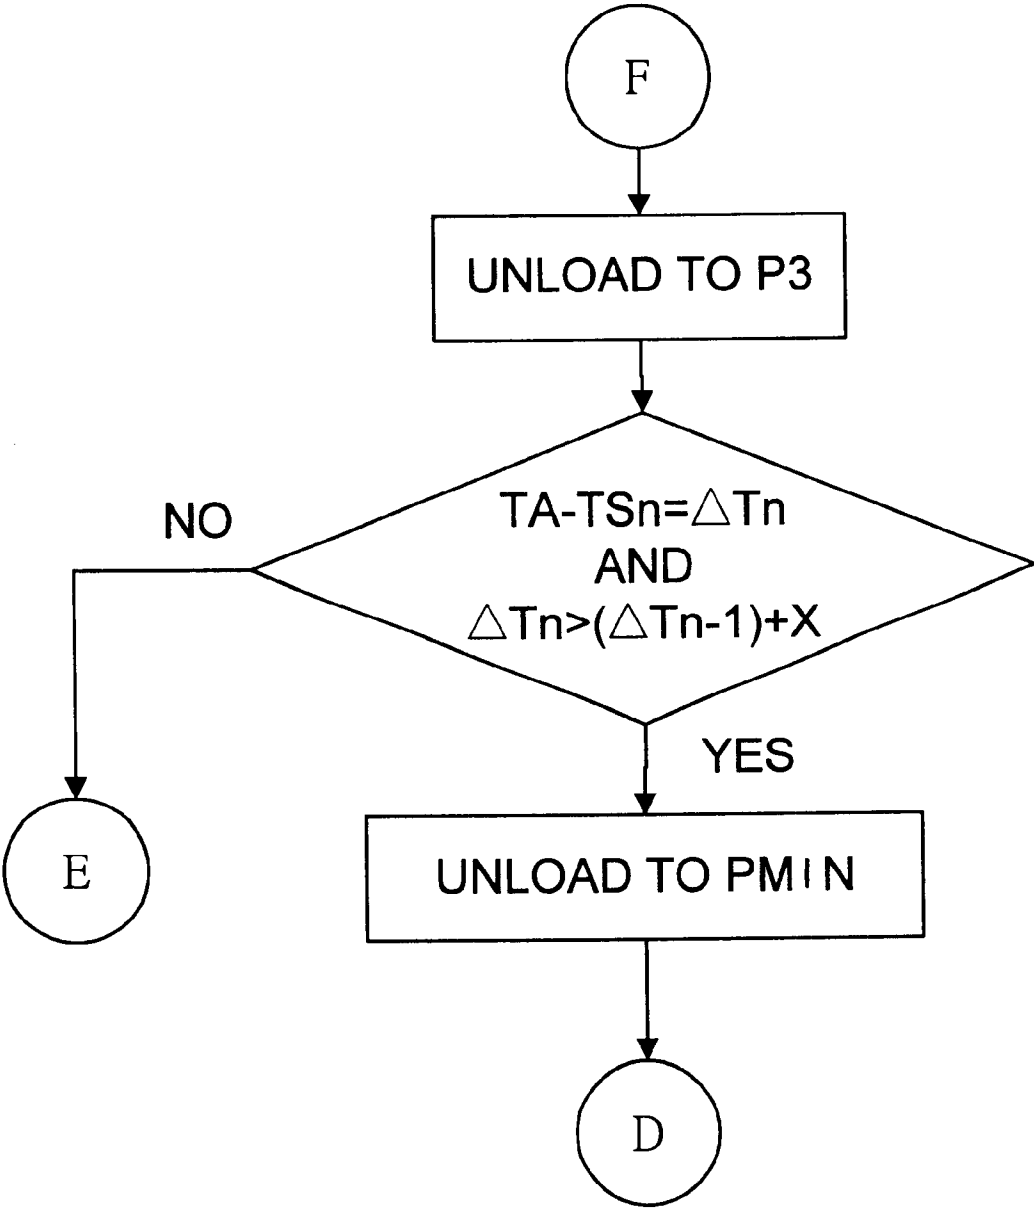 F
UNLOAD TO P3
TA-TSn=△Tn
AND
△Tn>(△Tn-1)+X
NO
YES
E
UNLOAD TO PMIN
D